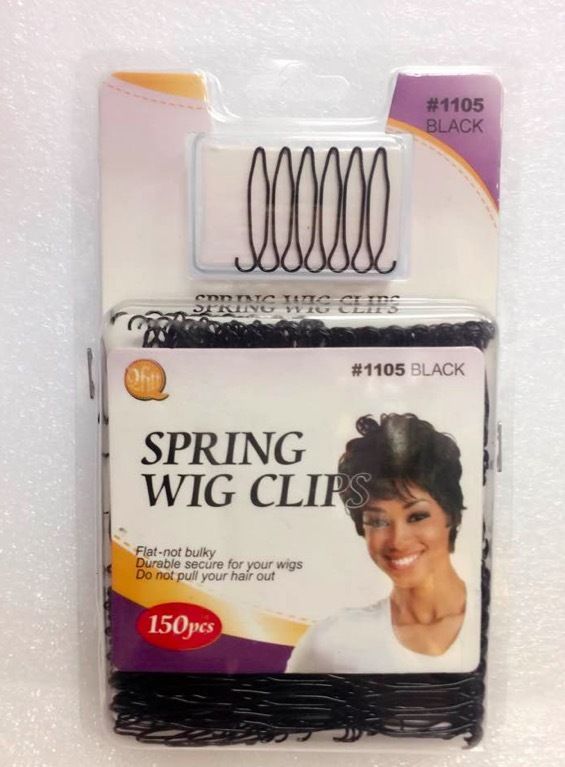 #1105
BLACK
SPRING WIG CLIPS
#1105 BLACK
SPRING
WIG CLIPS
Flat-not bulky
Durable secure for your wigs
Do not pull your hair out
150pcs